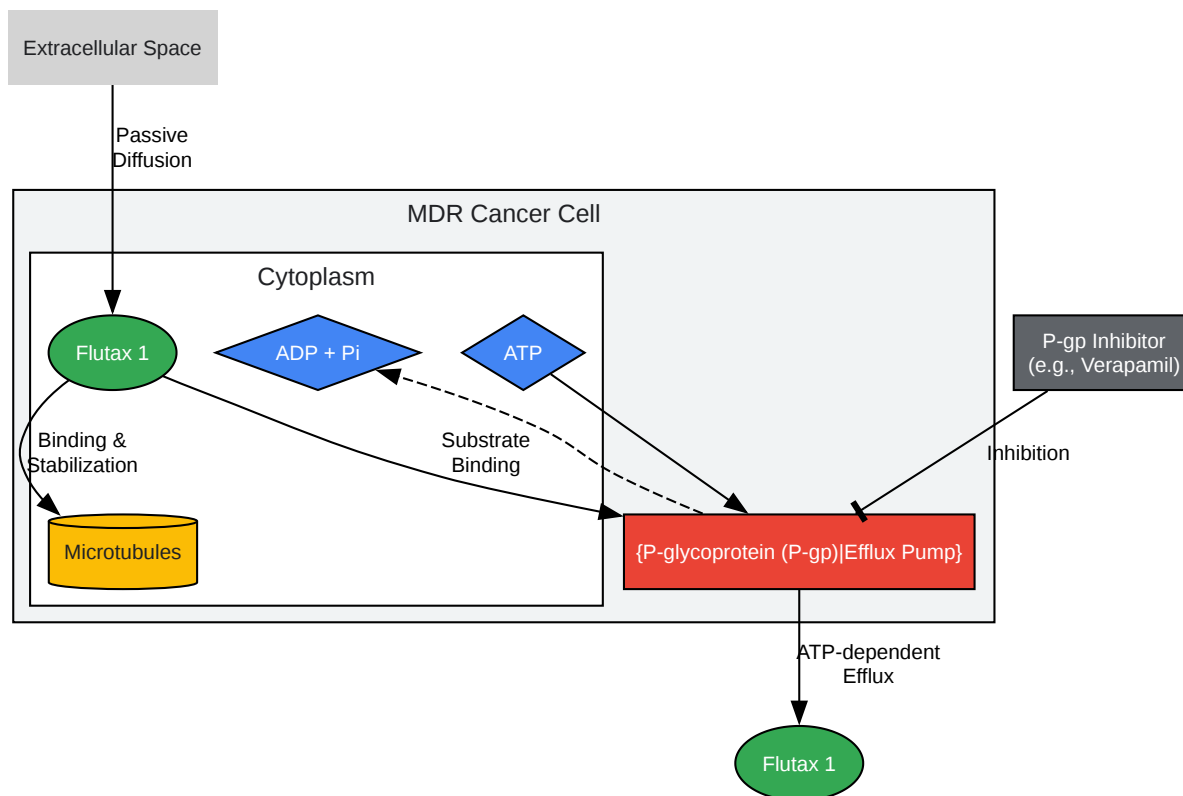 Extracellular Space
Passive
Diffusion
MDR Cancer Cell
Cytoplasm
Flutax 1
ADP + Pi
ATP
P-gp Inhibitor
(e.g., Verapamil)
Binding &
Stabilization
Substrate
Binding
Inhibition
Microtubules
{P-glycoprotein (P-gp)|Efflux Pump}
ATP-dependent
Efflux
Flutax 1